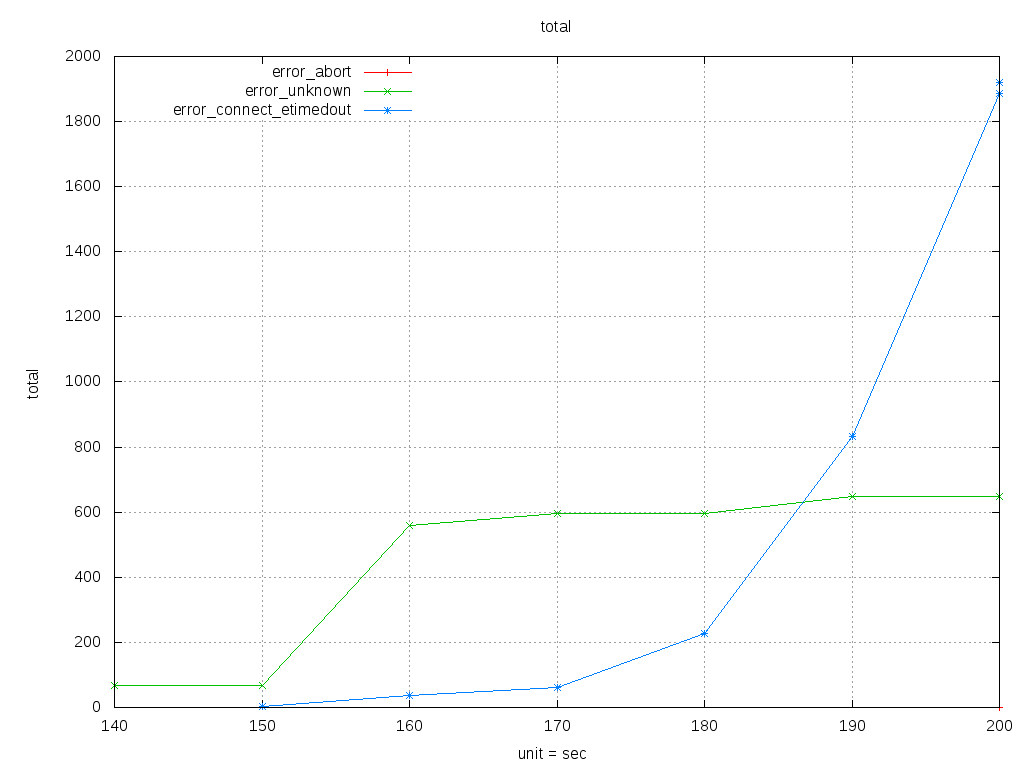 total
error_abort
error_unknown
error_connect_etimedout
2000
1800
1600
1400
1200
1000
800
600
400
200
0
total
140 150 160 170 180 190 200
unit = sec